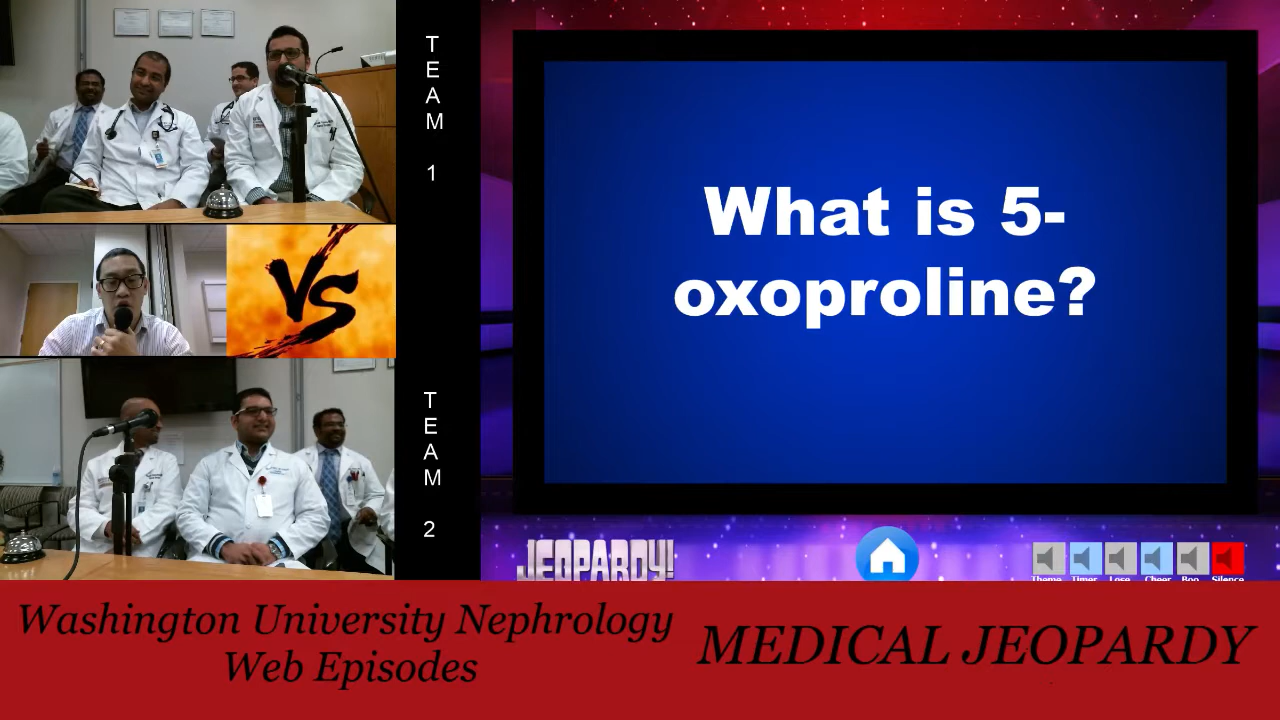 TEAM 1
VS
TEAM 2
What is 5-
oxoproline?
JEOPARDY!
Theme Timer Lose Cheer Boo Silence
Washington University Nephrology
Web Episodes
MEDICAL JEOPARDY